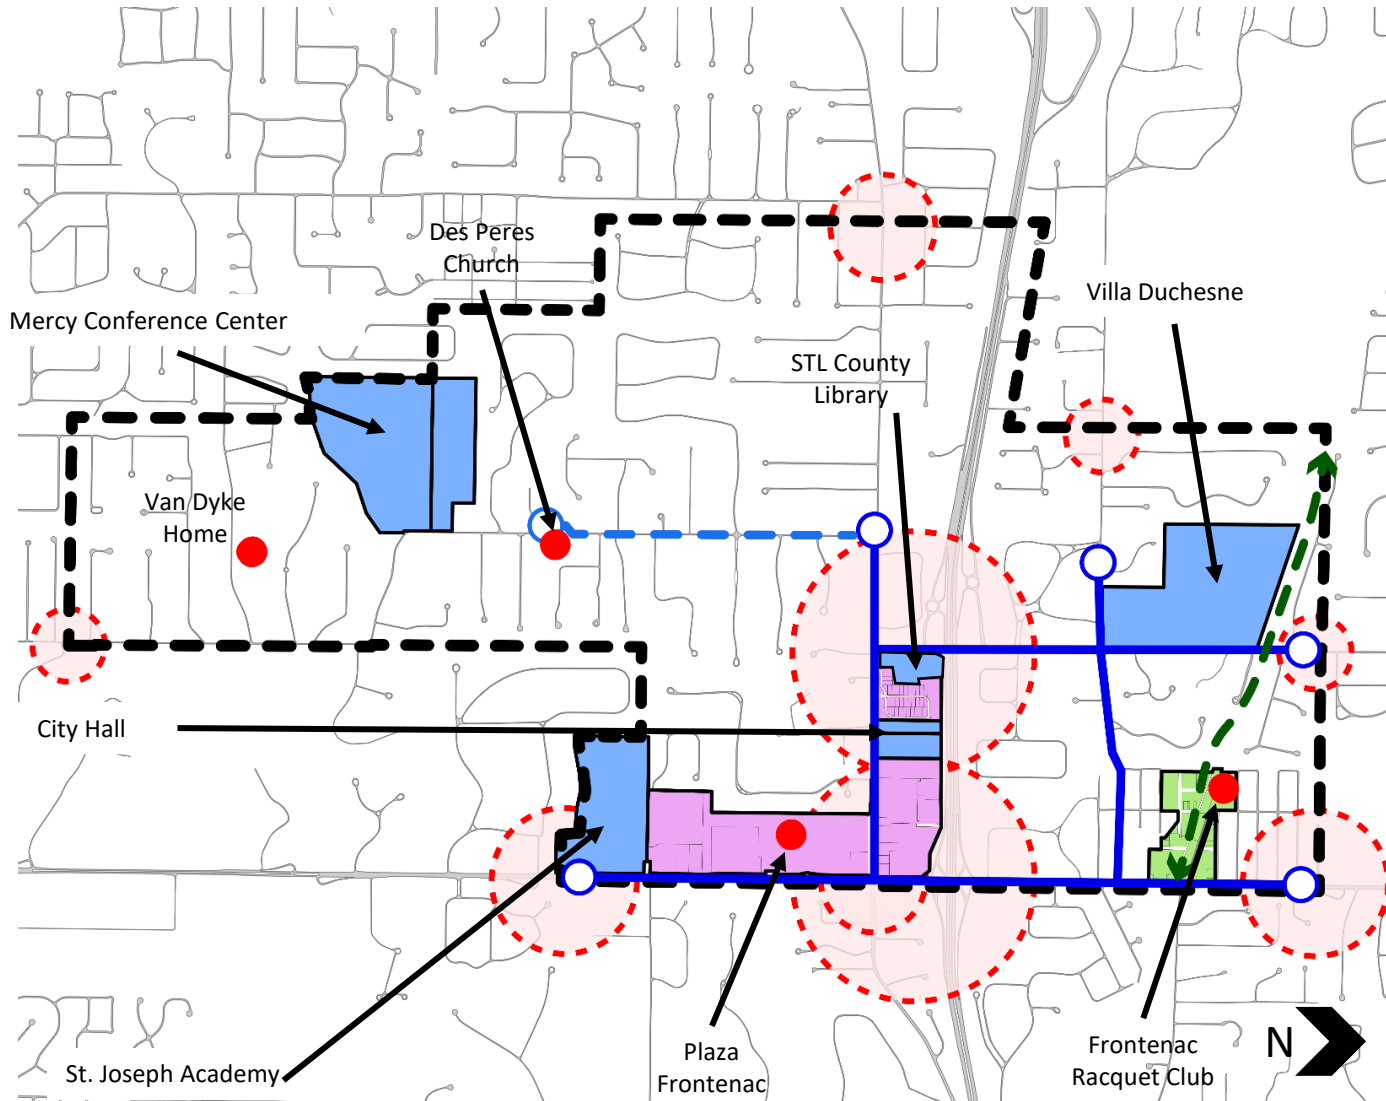 Des Peres
Church
Villa Duchesne
Mercy Conference Center
STL County
Library
Van Dyke
Home
City Hall
N
Plaza
Frontenac
Frontenac
Racquet Club
St. Joseph Academy